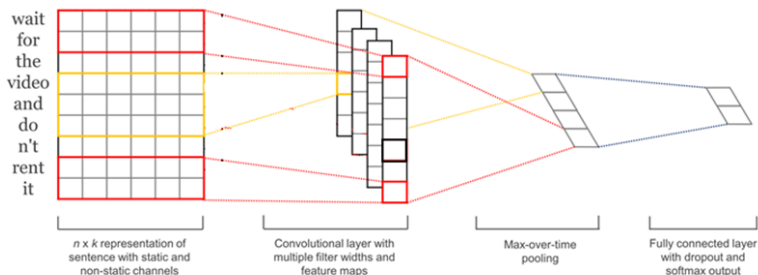 wait
for
the
video
and
do
n't
rent
it
n x k representation of
sentence with static and
non-static channels
Convolutional layer with
multiple filter widths and
feature maps
Max-over-time
pooling
Fully connected layer
with dropout and
softmax output